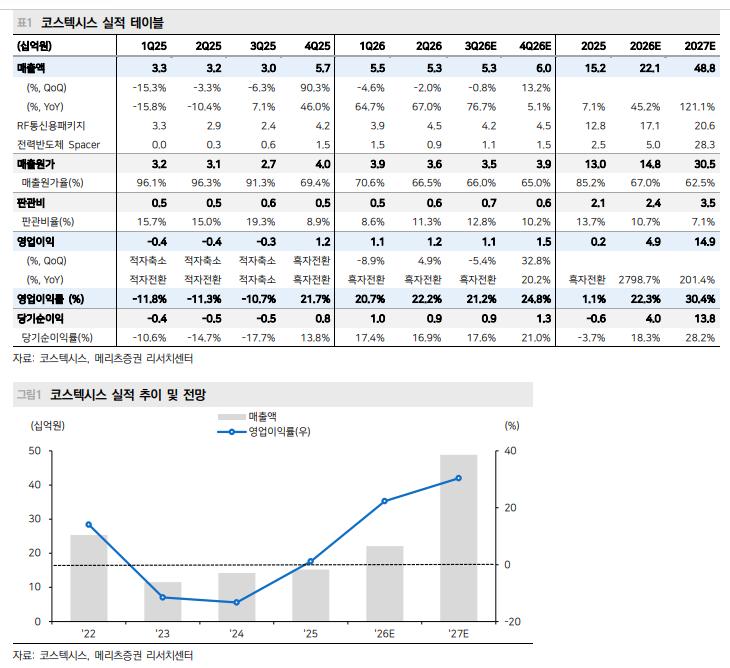 표1 코스텍시스 실적 테이블
(십억원) 1Q25 2Q25 3Q25 4Q25 1Q26 2Q26 3Q26E 4Q26E 2025 2026E 2027E
매출액 3.3 3.2 3.0 5.7 5.5 5.3 5.3 6.0 15.2 22.1 48.8
(%, QoQ) -15.3% -3.3% -6.3% 90.3% -4.6% -2.0% -0.8% 13.2%
(%, YoY) -15.8% -10.4% 7.1% 46.0% 64.7% 67.0% 76.7% 5.1% 7.1% 45.2% 121.1%
RF통신용패키지 3.3 2.9 2.4 4.2 3.9 4.5 4.2 4.5 12.8 17.1 20.6
전력반도체 Spacer 0.0 0.3 0.6 1.5 1.5 0.9 1.1 1.5 2.5 5.0 28.3
매출원가 3.2 3.1 2.7 4.0 3.9 3.6 3.5 3.9 13.0 14.8 30.5
매출원가율(%) 96.1% 96.3% 91.3% 69.4% 70.6% 66.5% 66.0% 65.0% 85.2% 67.0% 62.5%
판관비 0.5 0.5 0.6 0.5 0.5 0.6 0.7 0.6 2.1 2.4 3.5
판관비율(%) 15.7% 15.0% 19.3% 8.9% 8.6% 11.3% 12.8% 10.2% 13.7% 10.7% 7.1%
영업이익 -0.4 -0.4 -0.3 1.2 1.1 1.2 1.1 1.5 0.2 4.9 14.9
(%, QoQ) 적자축소 적자축소 적자축소 흑자전환 -8.9% 4.9% -5.4% 32.8%
(%, YoY) 적자전환 적자전환 적자축소 흑자전환 흑자전환 흑자전환 흑자전환 20.2% 흑자전환 2798.7% 201.4%
영업이익률 (%) -11.8% -11.3% -10.7% 21.7% 20.7% 22.2% 21.2% 24.8% 1.1% 22.3% 30.4%
당기순이익 -0.4 -0.5 -0.5 0.8 1.0 0.9 0.9 1.3 -0.6 4.0 13.8
당기순이익률(%) -10.6% -14.7% -17.7% 13.8% 17.4% 16.9% 17.6% 21.0% -3.7% 18.3% 28.2%
자료: 코스텍시스, 메리츠증권 리서치센터
그림1 코스텍시스 실적 추이 및 전망
(십억원) (%)
매출액
영업이익률(우)
50 40
40
30 20
20
10 0
0 -20
'22 '23 '24 '25 '26E '27E
자료: 코스텍시스, 메리츠증권 리서치센터